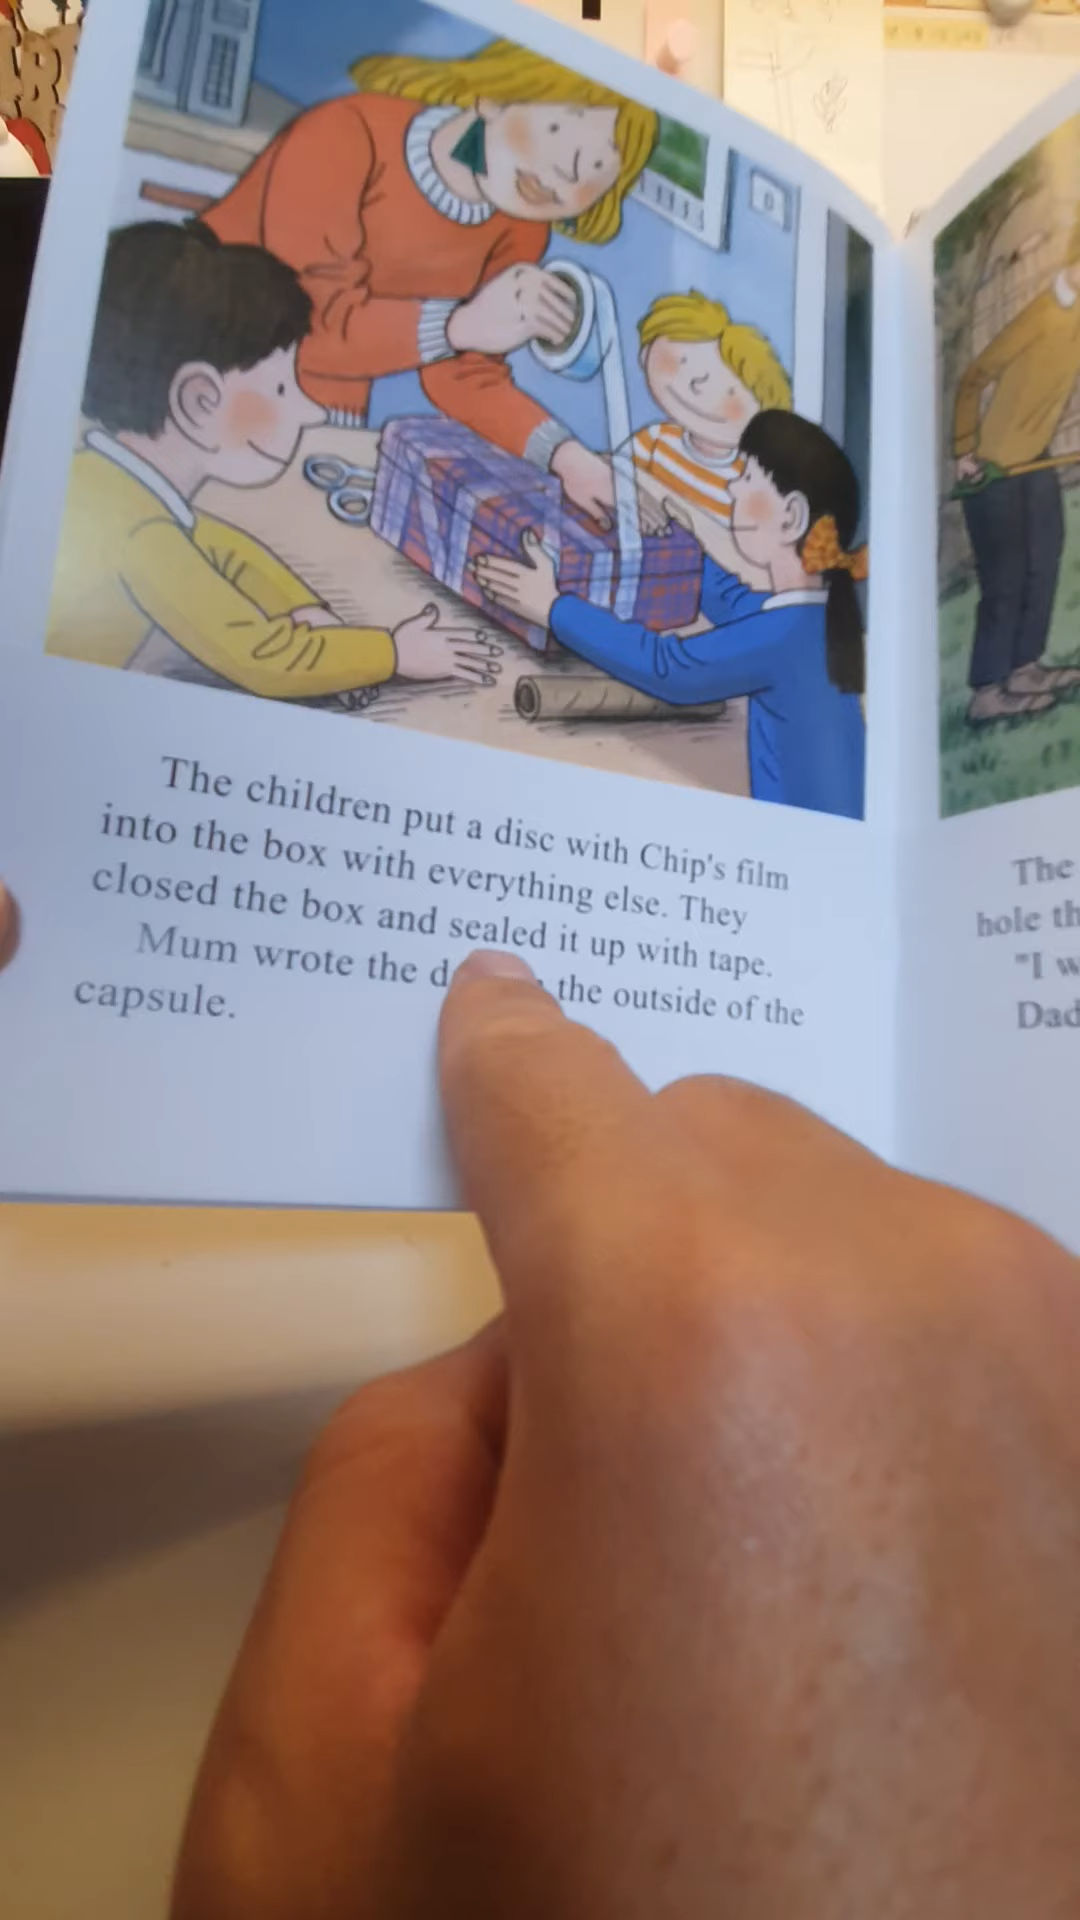 The children put a disc with Chip's film
into the box with everything else. They
closed the box and sealed it up with tape.
Mum wrote the the outside of the
capsule.
The
hole
"I
Dad